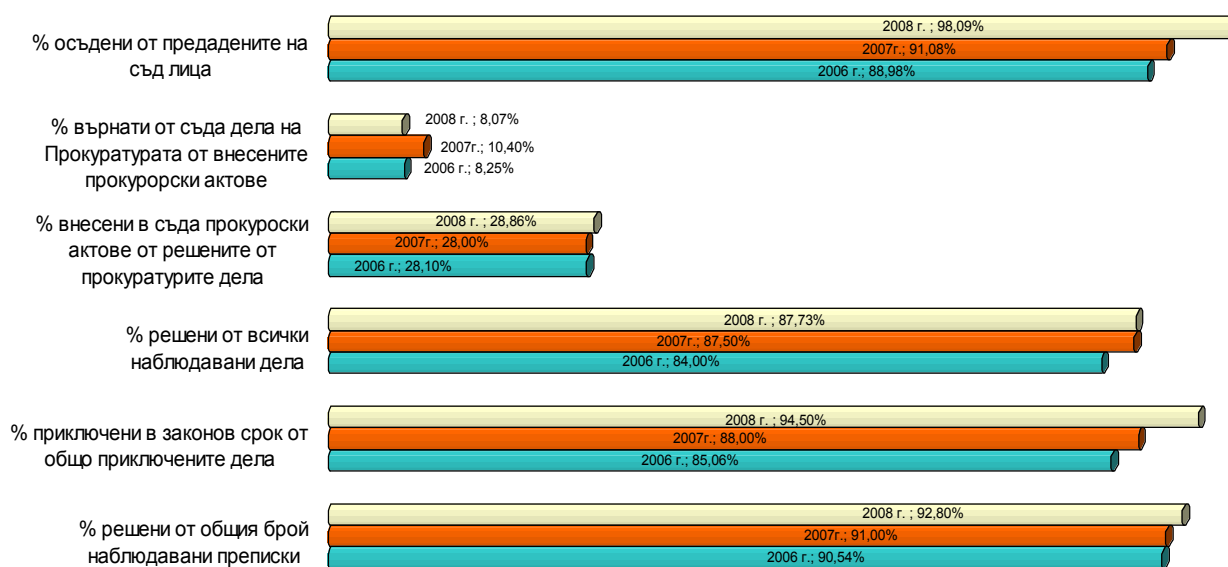 2008 г. ; 98,09%
% осъдени от предадените на
съд лица
2007г.; 91,08%
2006 г.; 88,98%
2008 г. ; 8,07%
% върнати от съда дела на
Прокуратурата от внесените
прокурорски актове
2007г.; 10,40%
2006 г.; 8,25%
2008 г. ; 28,86%
% внесени в съда прокуроски
актове от решените от
прокуратурите дела
2007г.; 28,00%
2006 г.; 28,10%
2008 г. ; 87,73%
% решени от всички
наблюдавани дела
2007г.; 87,50%
2006 г.; 84,00%
2008 г. ; 94,50%
% приключени в законов срок от
общо приключените дела
2007г.; 88,00%
2006 г.; 85,06%
2008 г. ; 92,80%
% решени от общия брой
наблюдавани преписки
2007г.; 91,00%
2006 г.; 90,54%